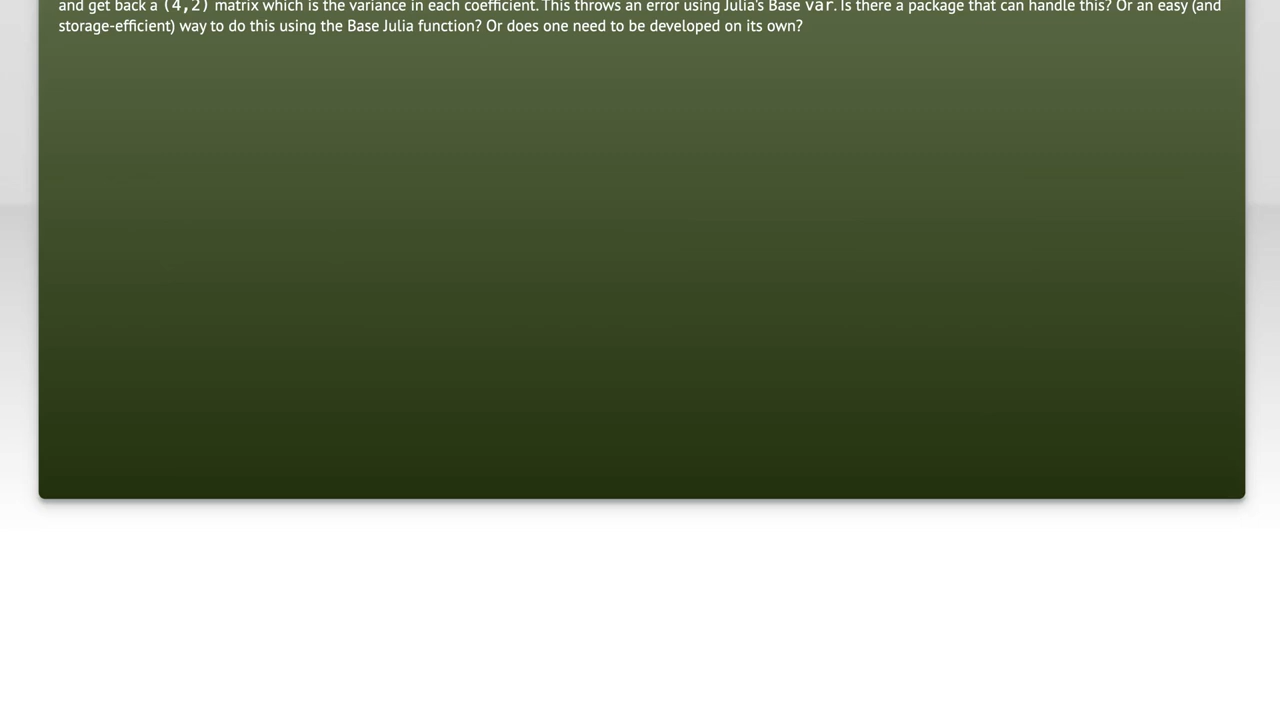 and get back a (4,2) matrix which is the variance in each coefficient. This throws an error using Julia's Base var. Is there a package that can handle this? Or an easy (and
storage-efficient) way to do this using the Base Julia function? Or does one need to be developed on its own?